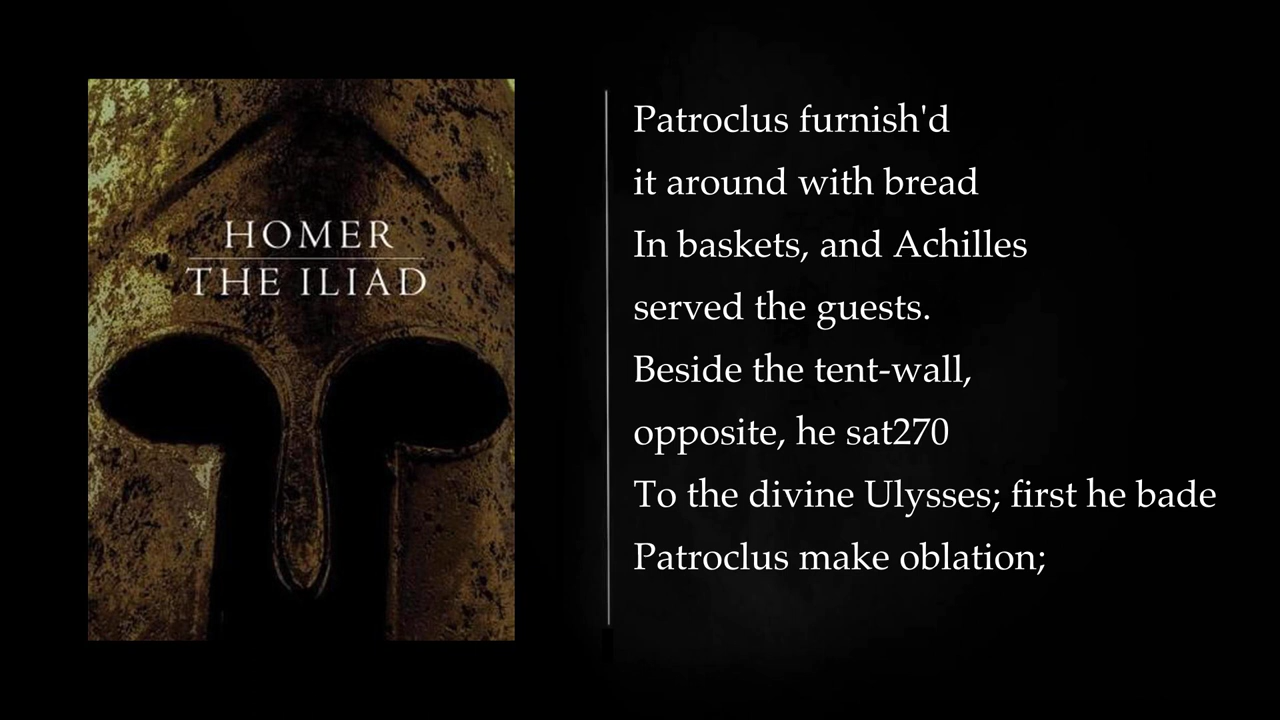 HOMER
THE ILIAD
Patroclus furnish'd
it around with bread
In baskets, and Achilles
served the guests.
Beside the tent-wall,
opposite, he sat270
To the divine Ulysses; first he bade
Patroclus make oblation;